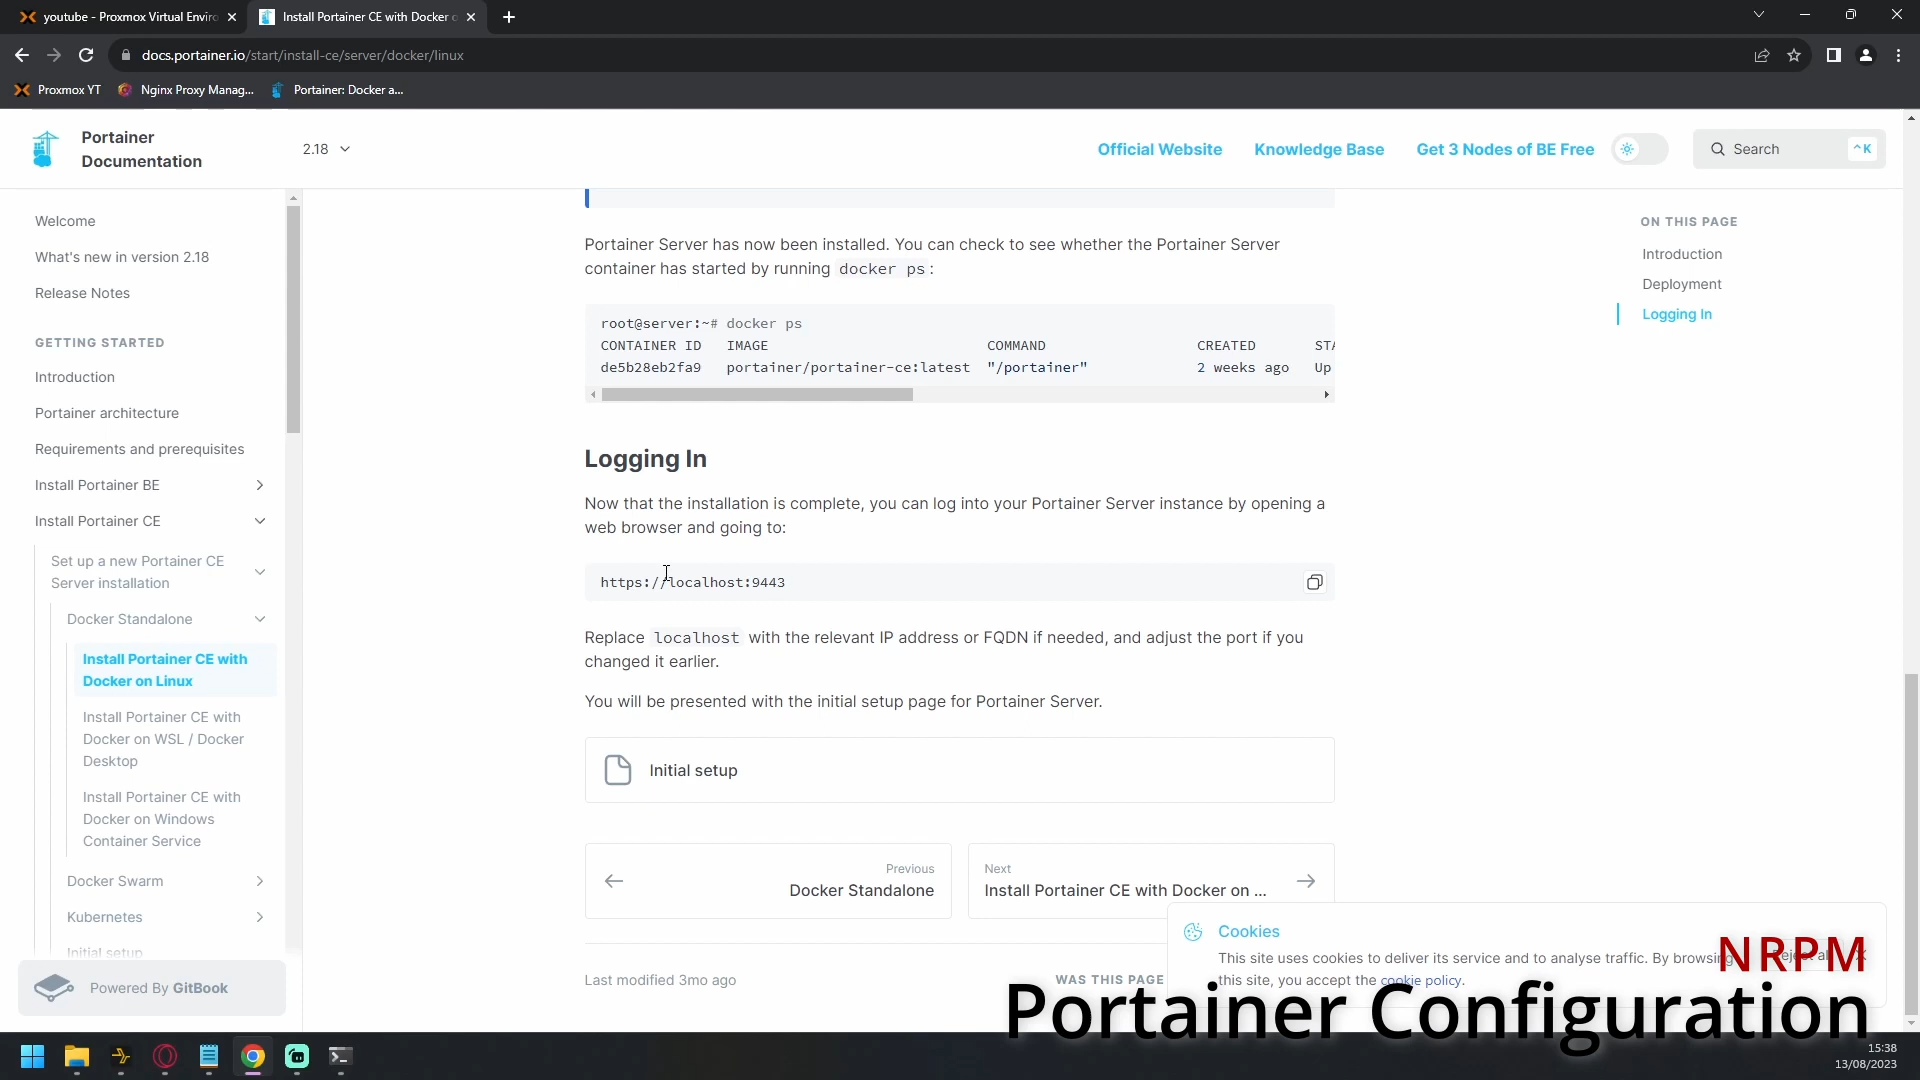 youtube - Proxmox Virtual Enviro
Install Portainer CE with Docker o
docs.portainer.io/start/install-ce/server/docker/linux
Proxmox YT
Nginx Proxy Manag...
Portainer: Docker a...
Portainer
Documentation
2.18
Official Website
Knowledge Base
Get 3 Nodes of BE Free
Search
^K
Welcome
What's new in version 2.18
Release Notes
GETTING STARTED
Introduction
Portainer architecture
Requirements and prerequisites
Install Portainer BE
Install Portainer CE
Set up a new Portainer CE
Server installation
Docker Standalone
Install Portainer CE with
Docker on Linux
Install Portainer CE with
Docker on WSL / Docker
Desktop
Install Portainer CE with
Docker on Windows
Container Service
Docker Swarm
Kubernetes
Initial setup
Powered By GitBook
Portainer Server has now been installed. You can check to see whether the Portainer Server
container has started by running docker ps:
root@server:~# docker ps
CONTAINER ID IMAGE COMMAND CREATED STA
de5b28eb2fa9 portainer/portainer-ce:latest "/portainer" 2 weeks ago Up
Logging In
Now that the installation is complete, you can log into your Portainer Server instance by opening a
web browser and going to:
https://localhost:9443
Replace localhost with the relevant IP address or FQDN if needed, and adjust the port if you
changed it earlier.
You will be presented with the initial setup page for Portainer Server.
Initial setup
Previous
Docker Standalone
Next
Install Portainer CE with Docker on ...
Last modified 3mo ago
WAS THIS PAGE
ON THIS PAGE
Introduction
Deployment
Logging In
Cookies
This site uses cookies to deliver its service and to analyse traffic. By browsing
this site, you accept the cookie policy.
NRPM
Portainer Configuration
15:38
13/08/2023